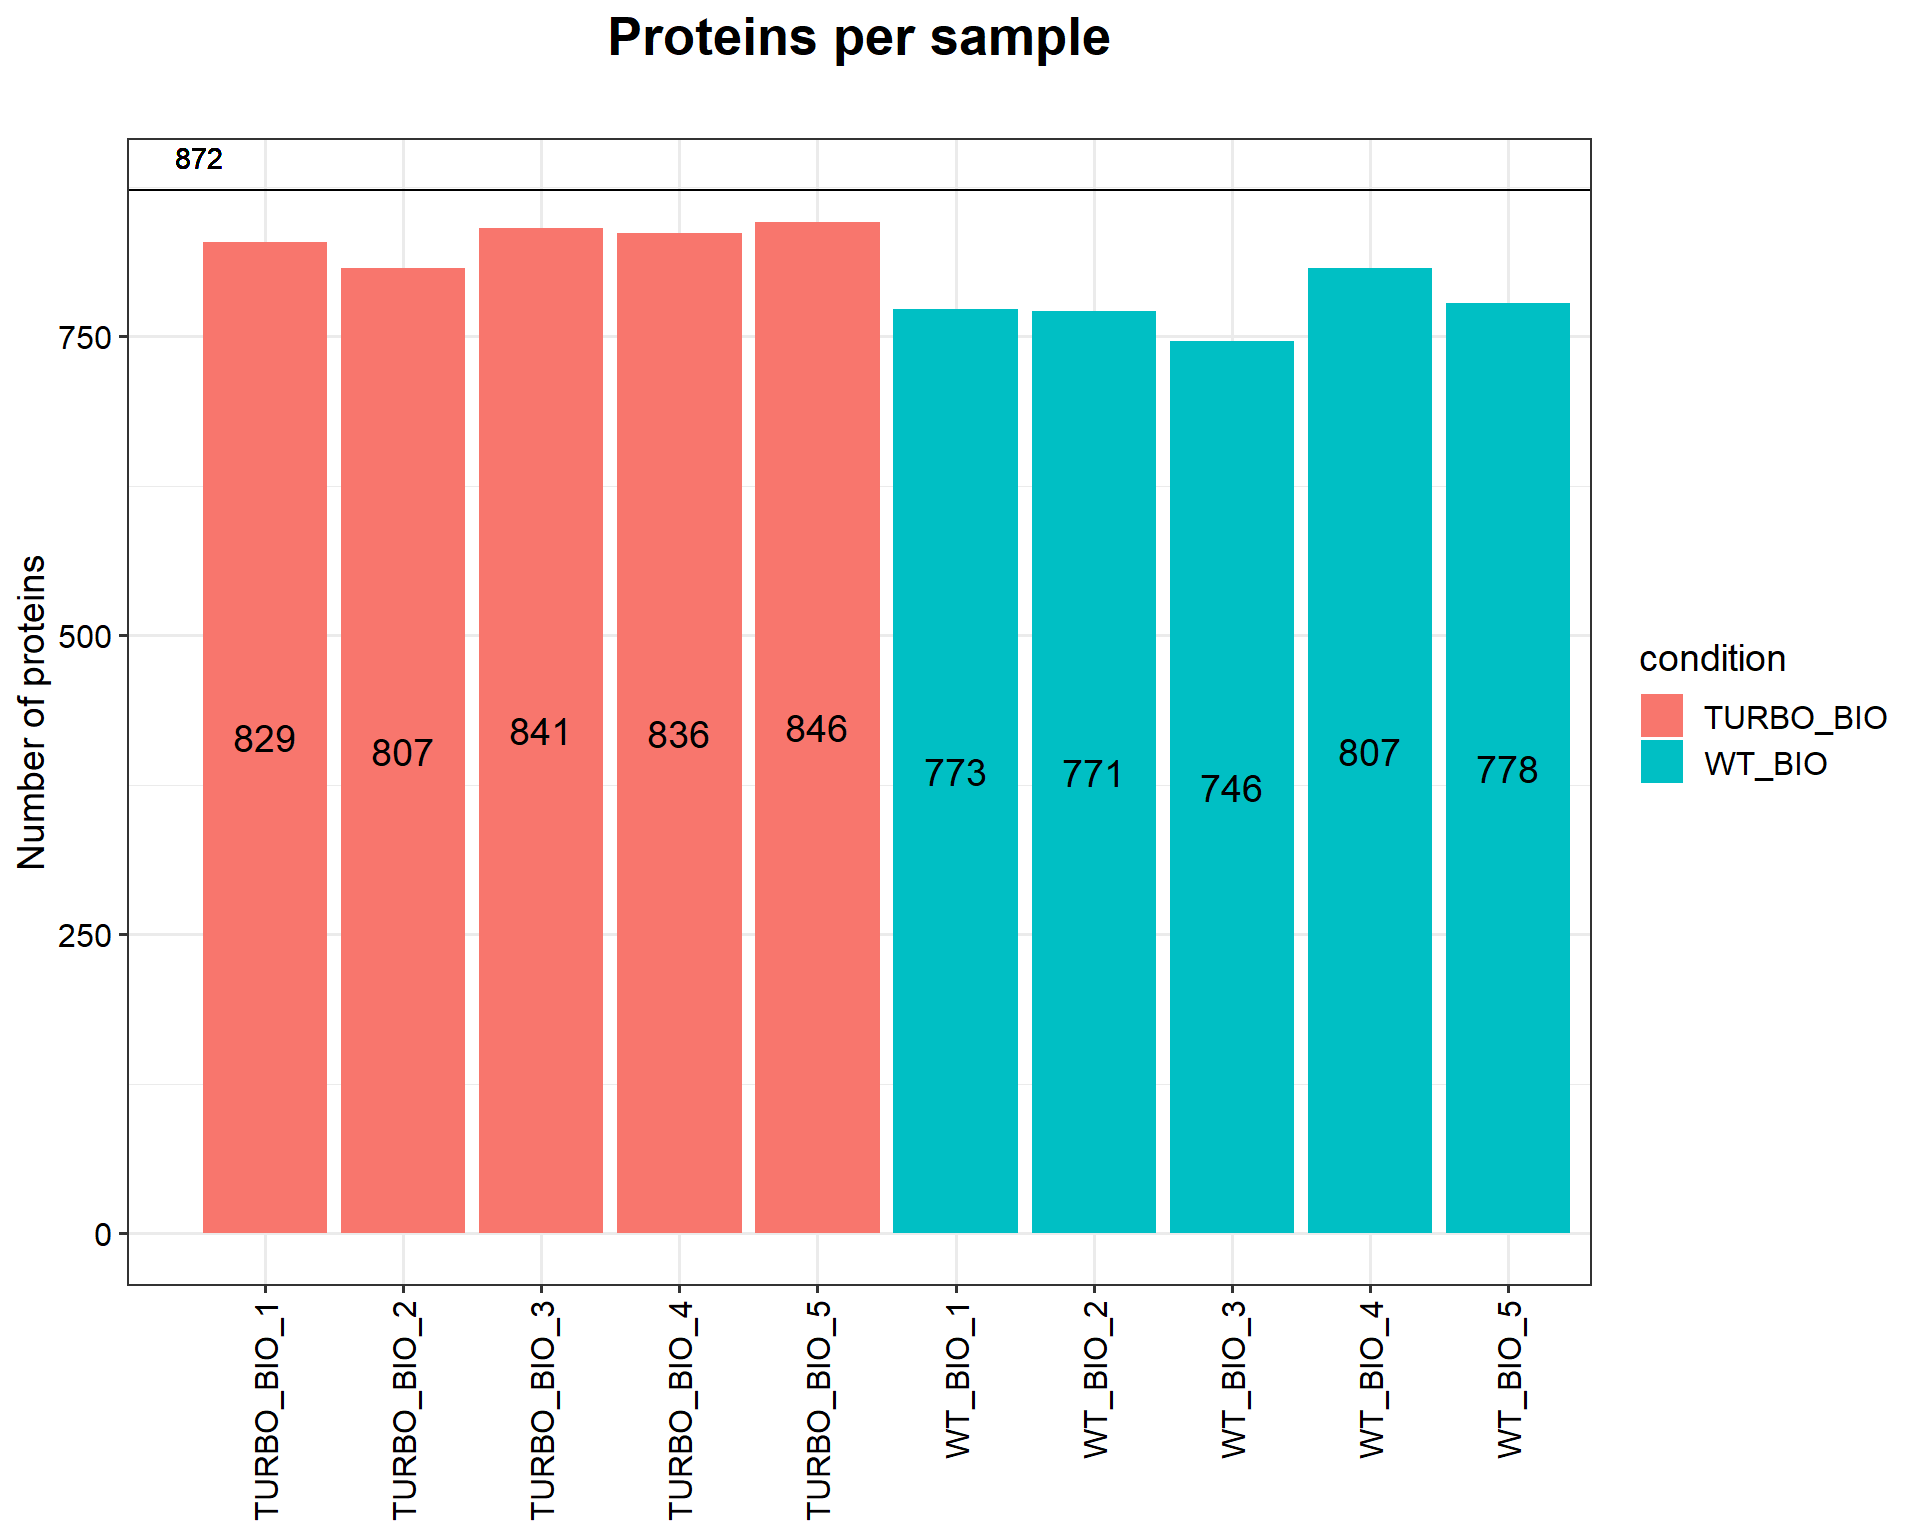 Proteins per sample
872
Number of proteins
750
500
250
0
829
807
841
836
846
773
771
746
807
778
TURBO_BIO_1
TURBO_BIO_2
TURBO_BIO_3
TURBO_BIO_4
TURBO_BIO_5
WT_BIO_1
WT_BIO_2
WT_BIO_3
WT_BIO_4
WT_BIO_5
condition
TURBO_BIO
WT_BIO